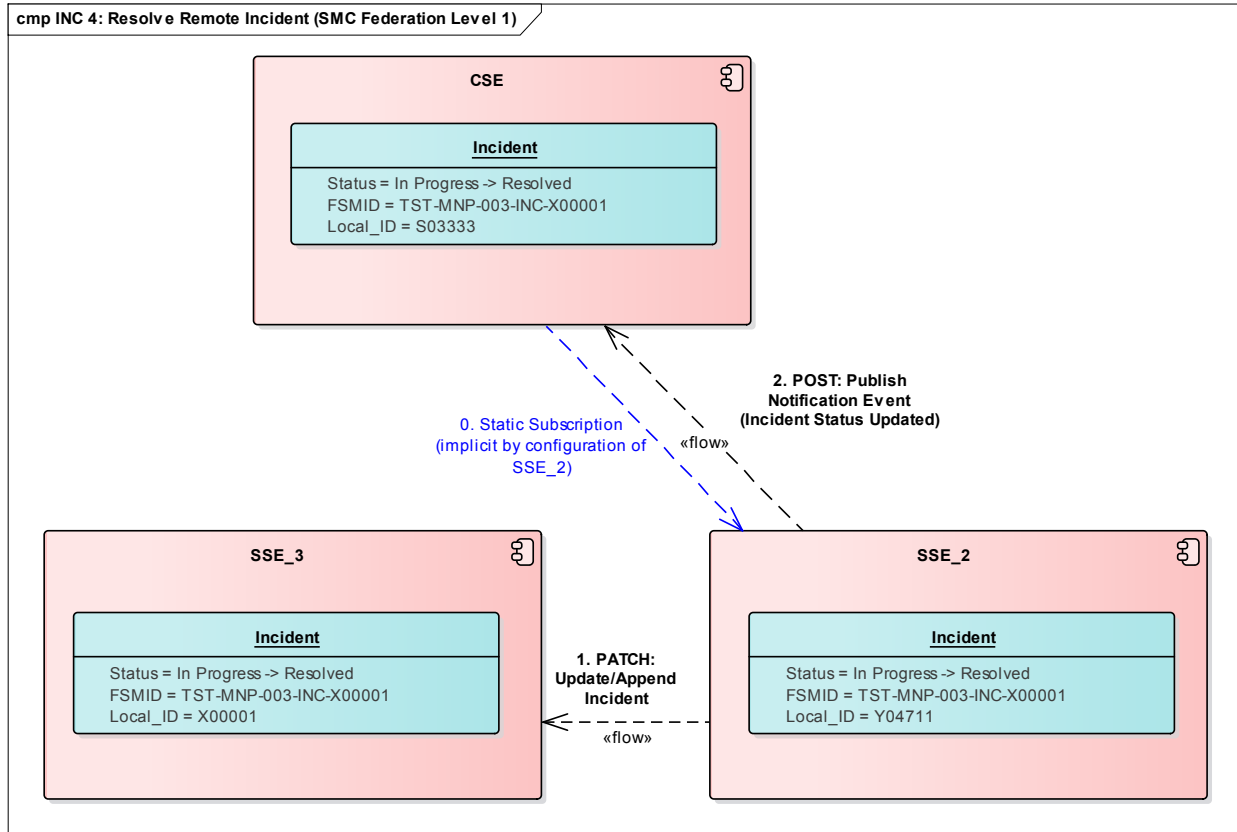 cmp INC 4: Resolve Remote Incident (SMC Federation Level 1)
CSE
Incident
Status = In Progress -> Resolved
FSMID = TST-MNP-003-INC-X00001
Local_ID = S03333
2. POST: Publish
Notification Event
(Incident Status Updated)
0. Static Subscription
(implicit by configuration of
SSE_2)
«flow»
SSE_3
Incident
Status = In Progress -> Resolved
FSMID = TST-MNP-003-INC-X00001
Local_ID = X00001
1. PATCH:
Update/Append
Incident
«flow»
SSE_2
Incident
Status = In Progress -> Resolved
FSMID = TST-MNP-003-INC-X00001
Local_ID = Y04711